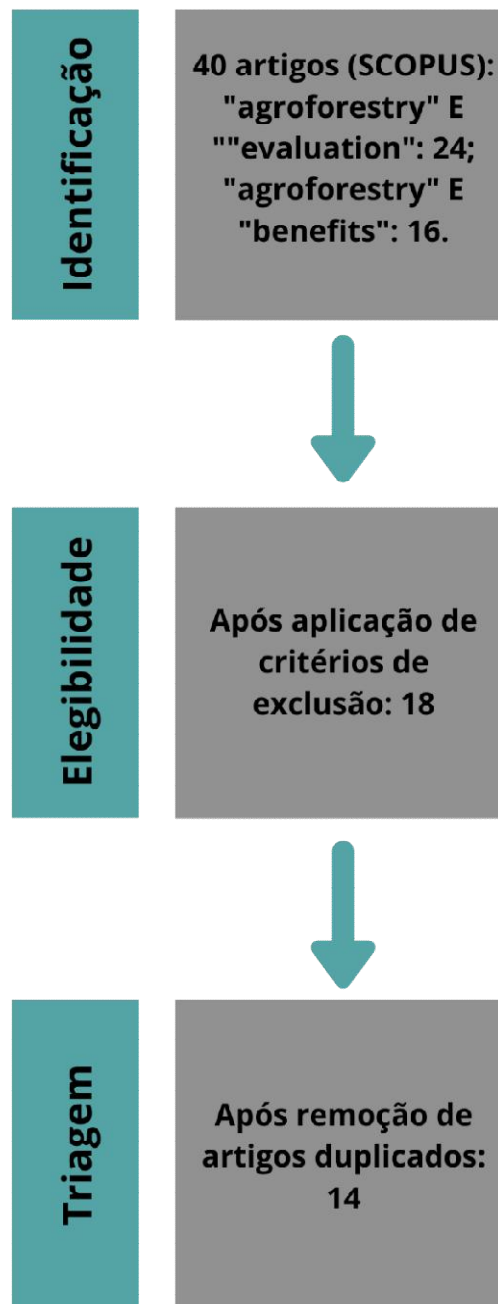 Identificação
40 artigos (SCOPUS):
"agroforestry" E
""evaluation": 24;
"agroforestry" E
"benefits": 16.
Elegibilidade
Após aplicação de
critérios de
exclusão: 18
Triagem
Após remoção de
artigos duplicados:
14